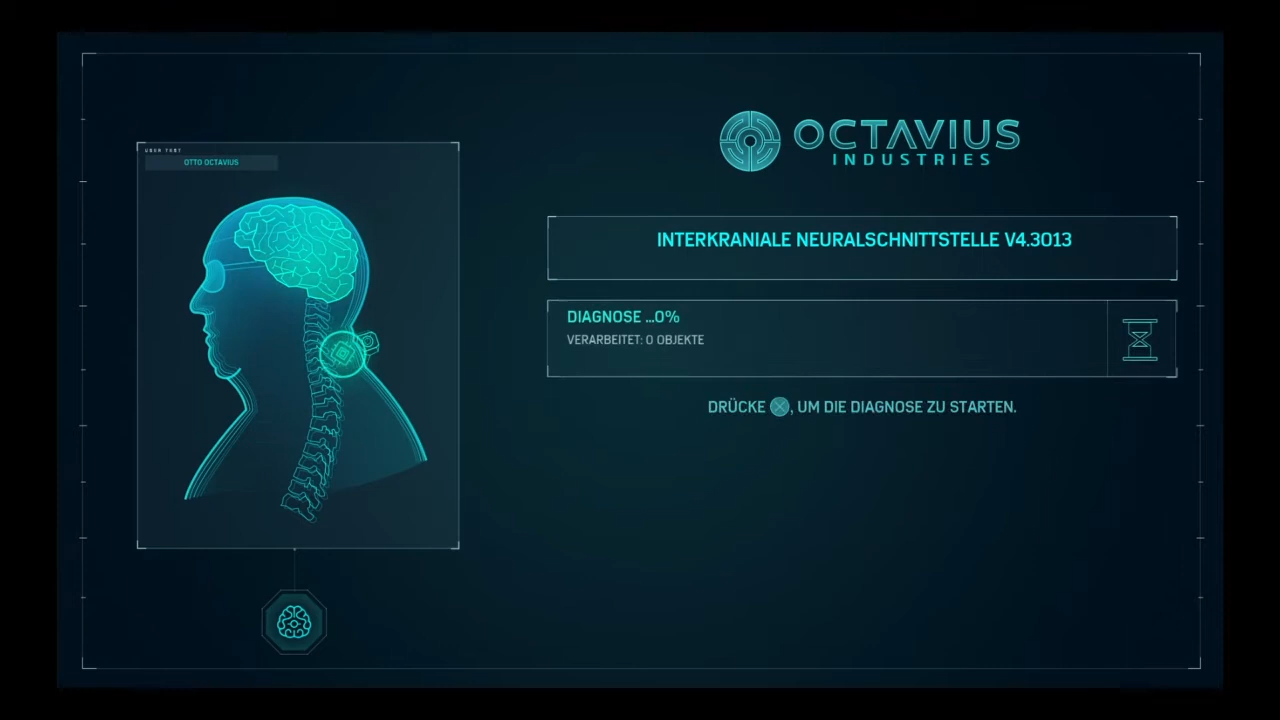 OCTAVIUS
INDUSTRIES
OTTO OCTAVIUS
INTERKRANIALE NEURALSCHNITTSTELLE V4.3013
DIAGNOSE ...0%
VERARBEITET: 0 OBJEKTE
DRÜCKE , UM DIE DIAGNOSE ZU STARTEN.